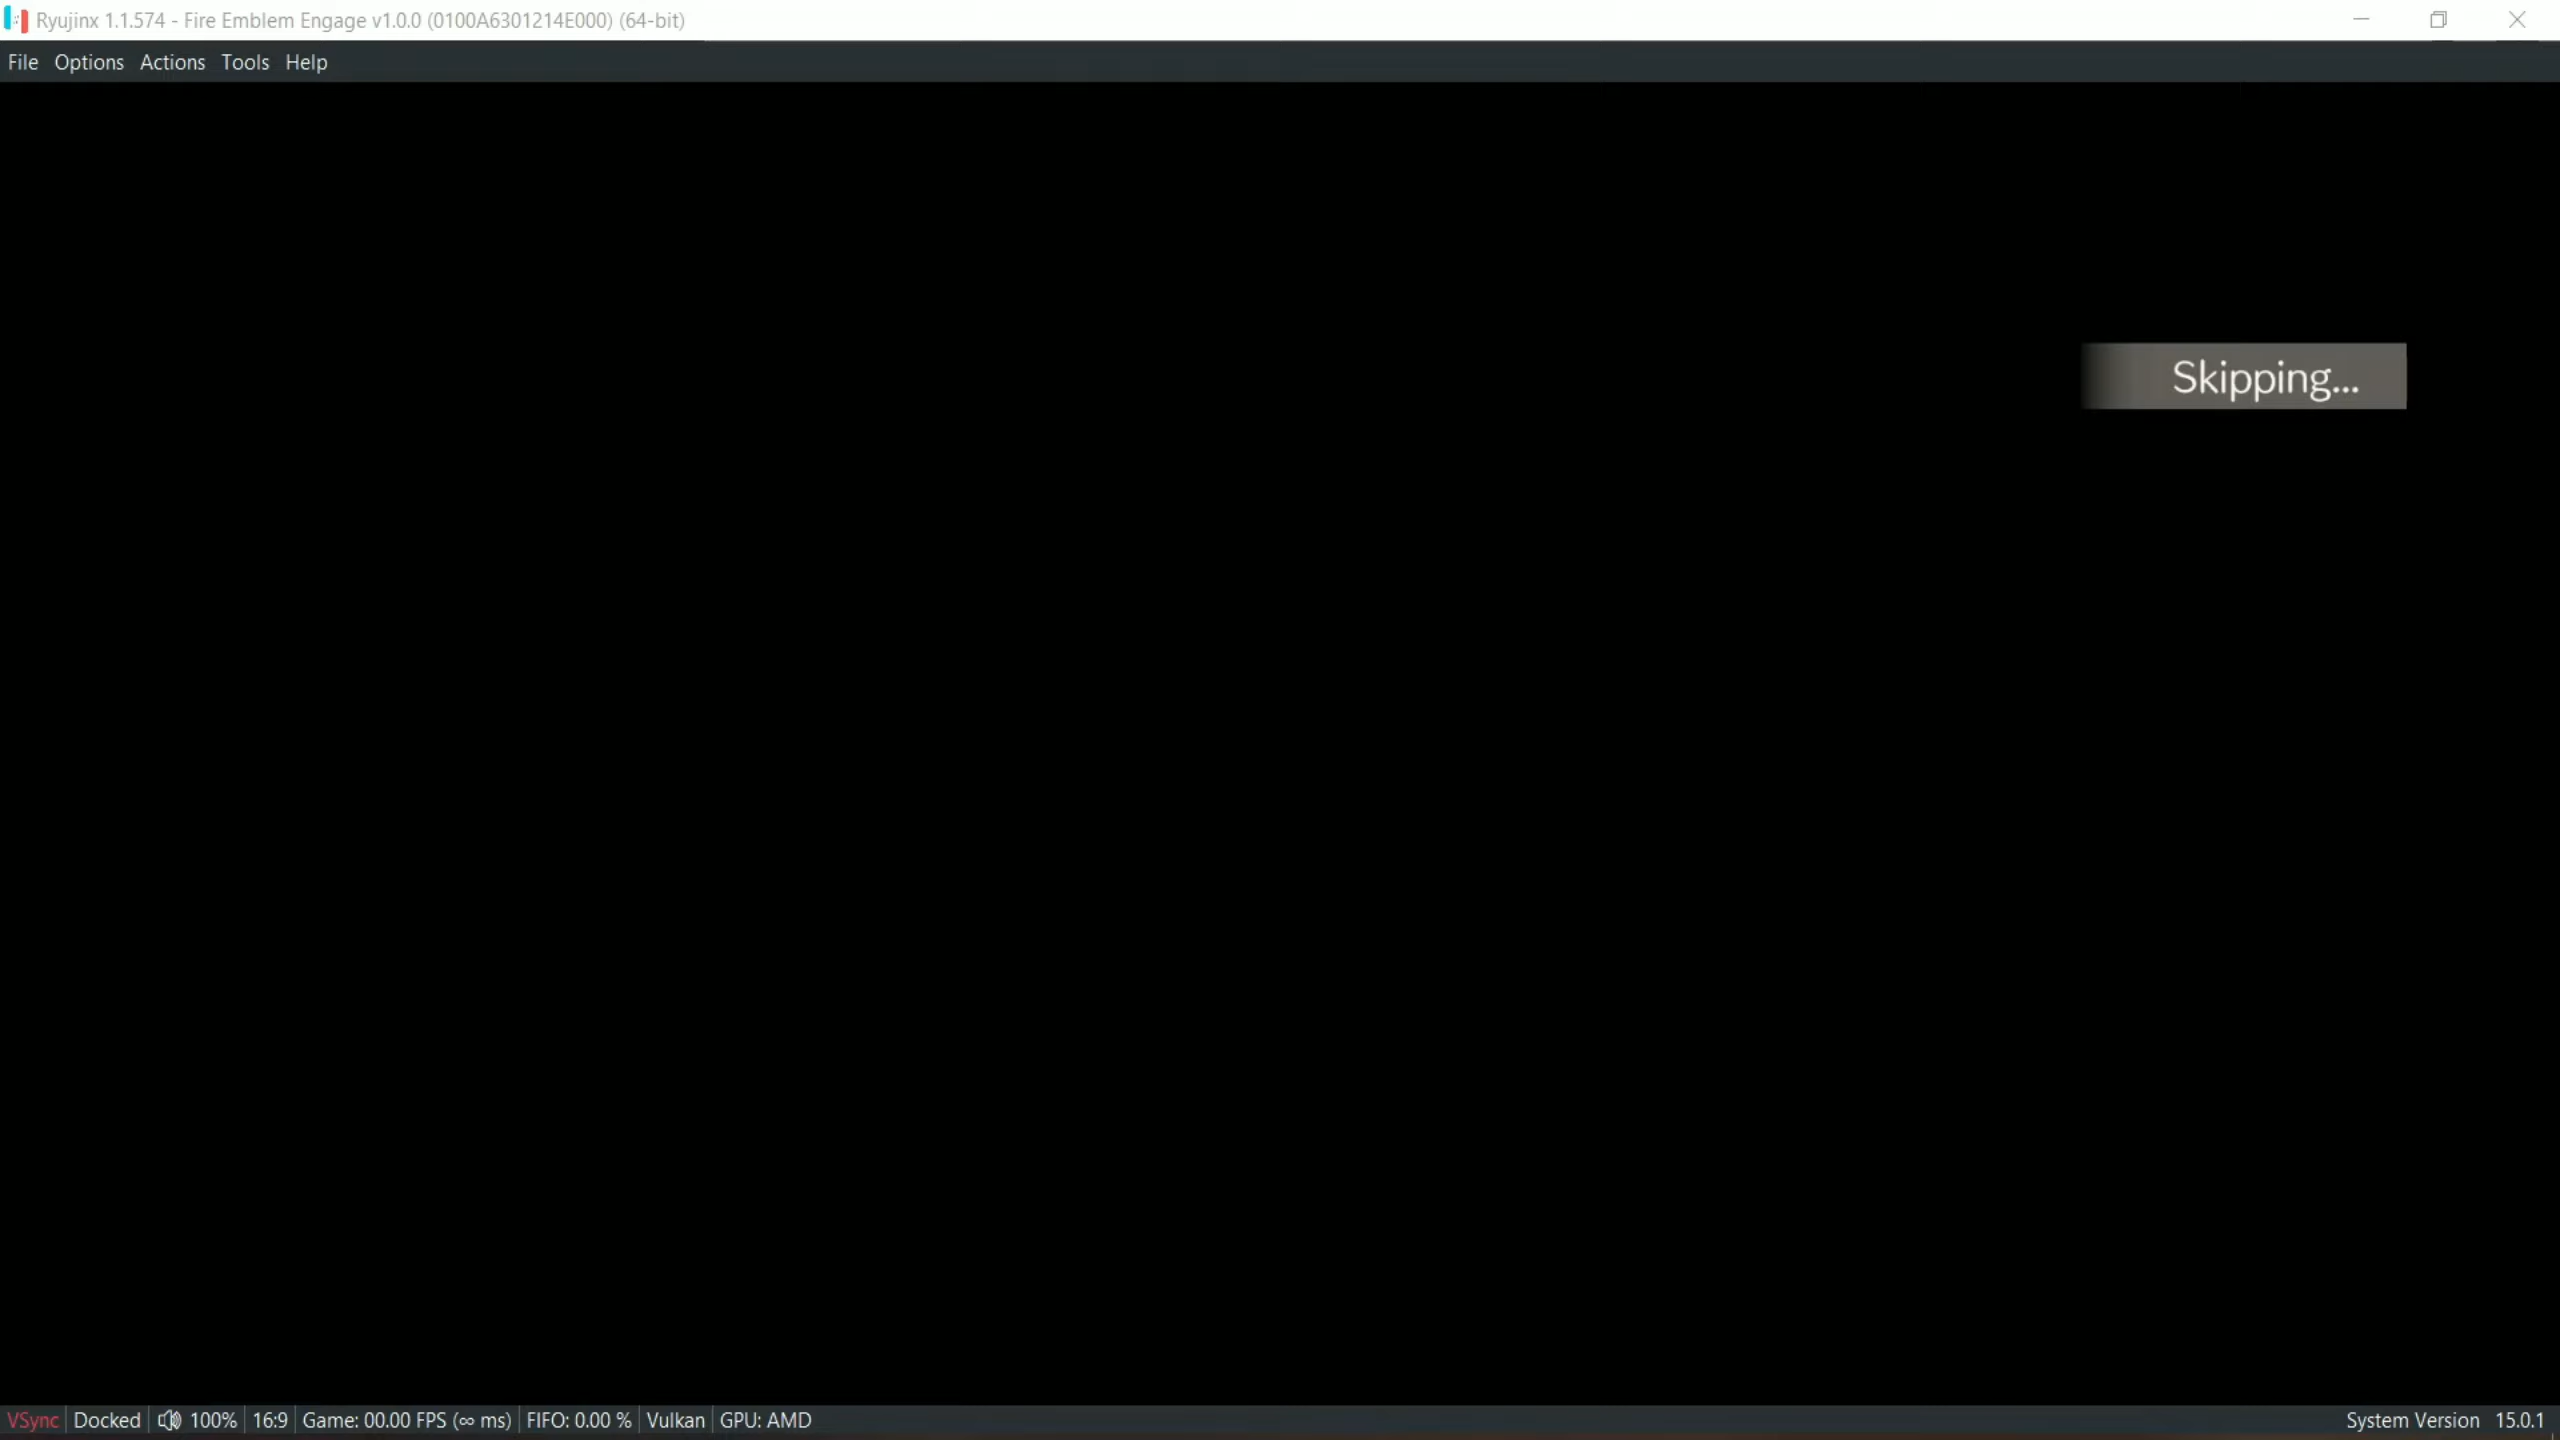 Ryujinx 1.1.574 - Fire Emblem Engage v1.0.0 (0100A6301214E000) (64-bit)
File Options Actions Tools Help
Skipping...
VSync Docked 100% 16:9 Game: 00.00 FPS (∞ ms) FIFO: 0.00 % Vulkan GPU: AMD System Version 15.0.1